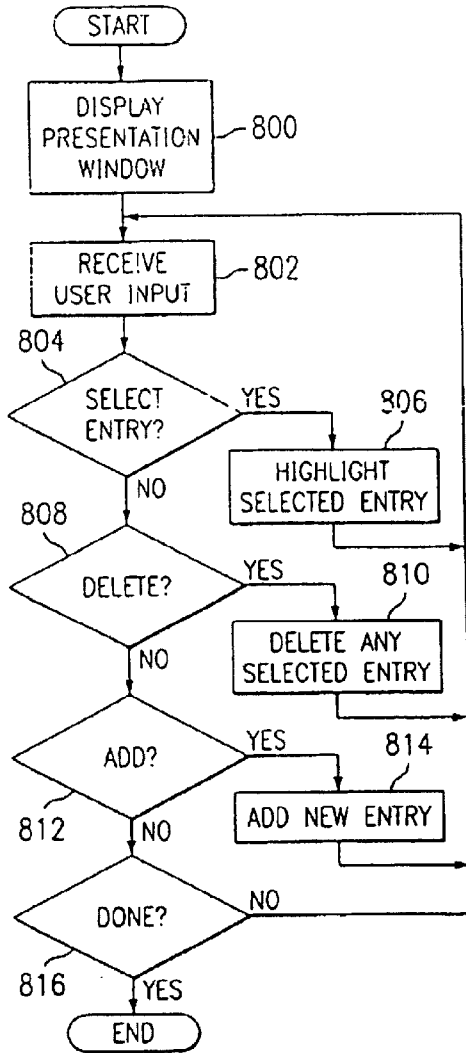 START
DISPLAY
PRESENTATION
WINDOW
800
RECEIVE
USER INPUT
802
804
SELECT
ENTRY?
YES
806
HIGHLIGHT
SELECTED ENTRY
NO
808
DELETE?
YES
810
DELETE ANY
SELECTED ENTRY
NO
ADD?
YES
814
ADD NEW ENTRY
812
NO
DONE?
NO
816
YES
END